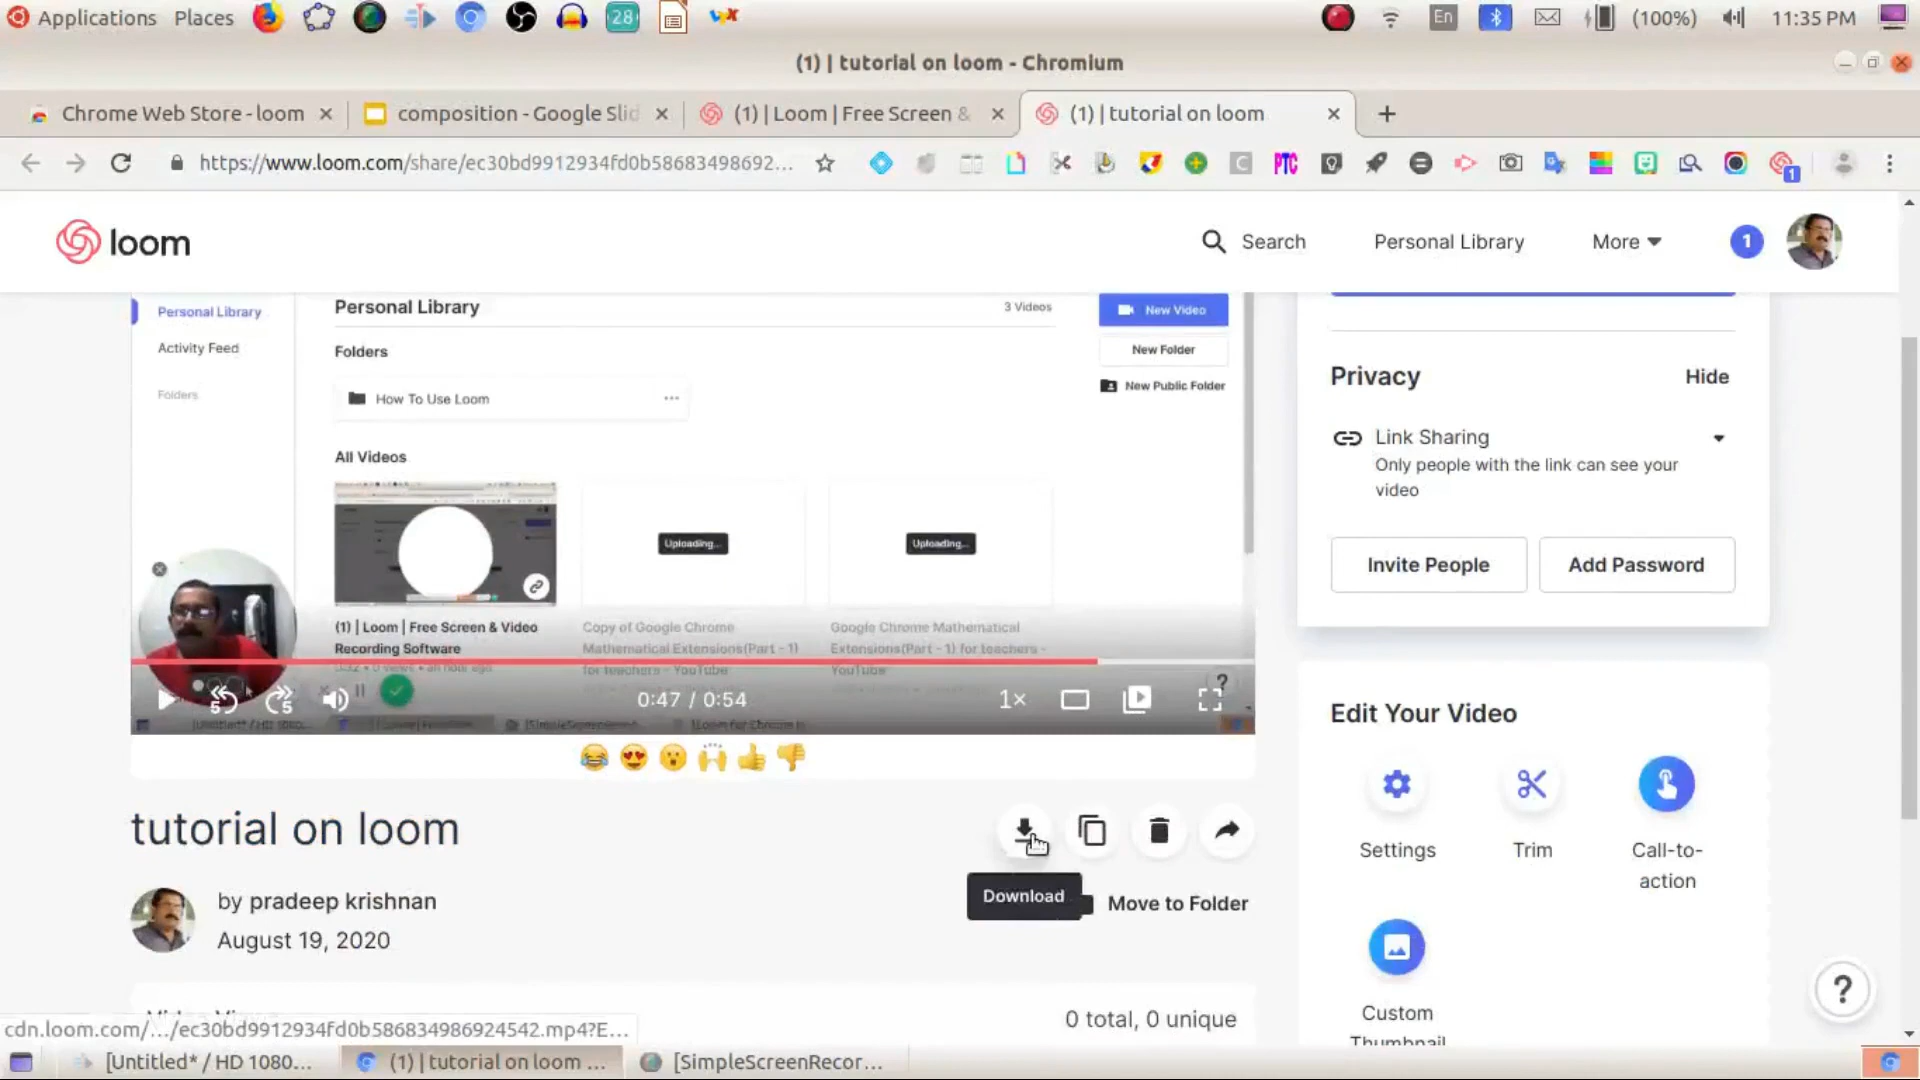 Applications Places 28 En (100%) 11:35 PM
(1) | tutorial on loom - Chromium
Chrome Web Store - loom
composition - Google Slid
(1) | Loom | Free Screen &
(1) | tutorial on loom
https://www.loom.com/share/ec30bd9912934fd0b58683498692...
C PTC 1
loom
Search
Personal Library
More
1
Personal Library
Activity Feed
Folders
Personal Library
3 Videos
New Video
New Folder
New Public Folder
Folders
How To Use Loom
All Videos
Uploading...
Uploading...
(1) | Loom | Free Screen & Video
Recording Software
Copy of Google Chrome
Mathematical Extensions(Part - 1)
for teachers - YouTube
Google Chrome Mathematical
Extensions(Part - 1) for teachers -
YouTube
5
5
0:47 / 0:54
1×
?
tutorial on loom
Download
Move to Folder
by pradeep krishnan
August 19, 2020
0 total, 0 unique
Privacy
Hide
Link Sharing
Only people with the link can see your
video
Invite People
Add Password
Edit Your Video
Settings
Trim
Call-to-
action
Custom
Thumbnail
?
cdn.loom.com/.../ec30bd9912934fd0b586834986924542.mp4?E...
[Untitled* / HD 1080...
(1) | tutorial on loom ...
[SimpleScreenRecor...